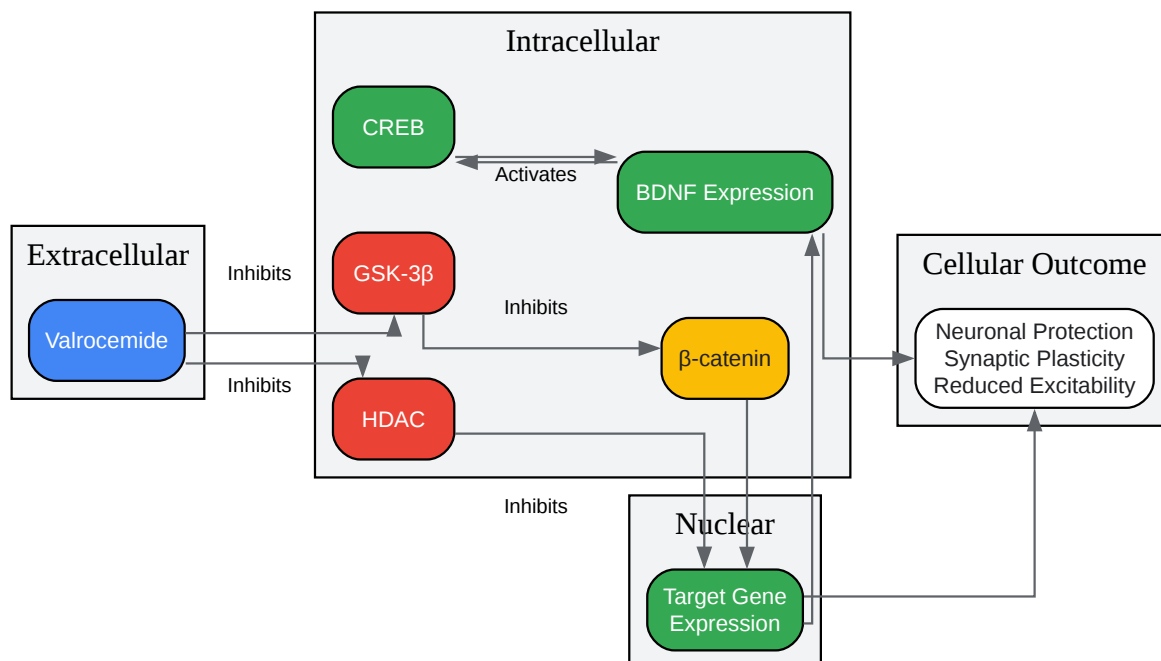 Intracellular
CREB
Activates
BDNF Expression
Extracellular
Valrocemide
Inhibits
Inhibits
GSK-3β
Inhibits
β-catenin
HDAC
Inhibits
Cellular Outcome
Neuronal Protection
Synaptic Plasticity
Reduced Excitability
Nuclear
Target Gene
Expression